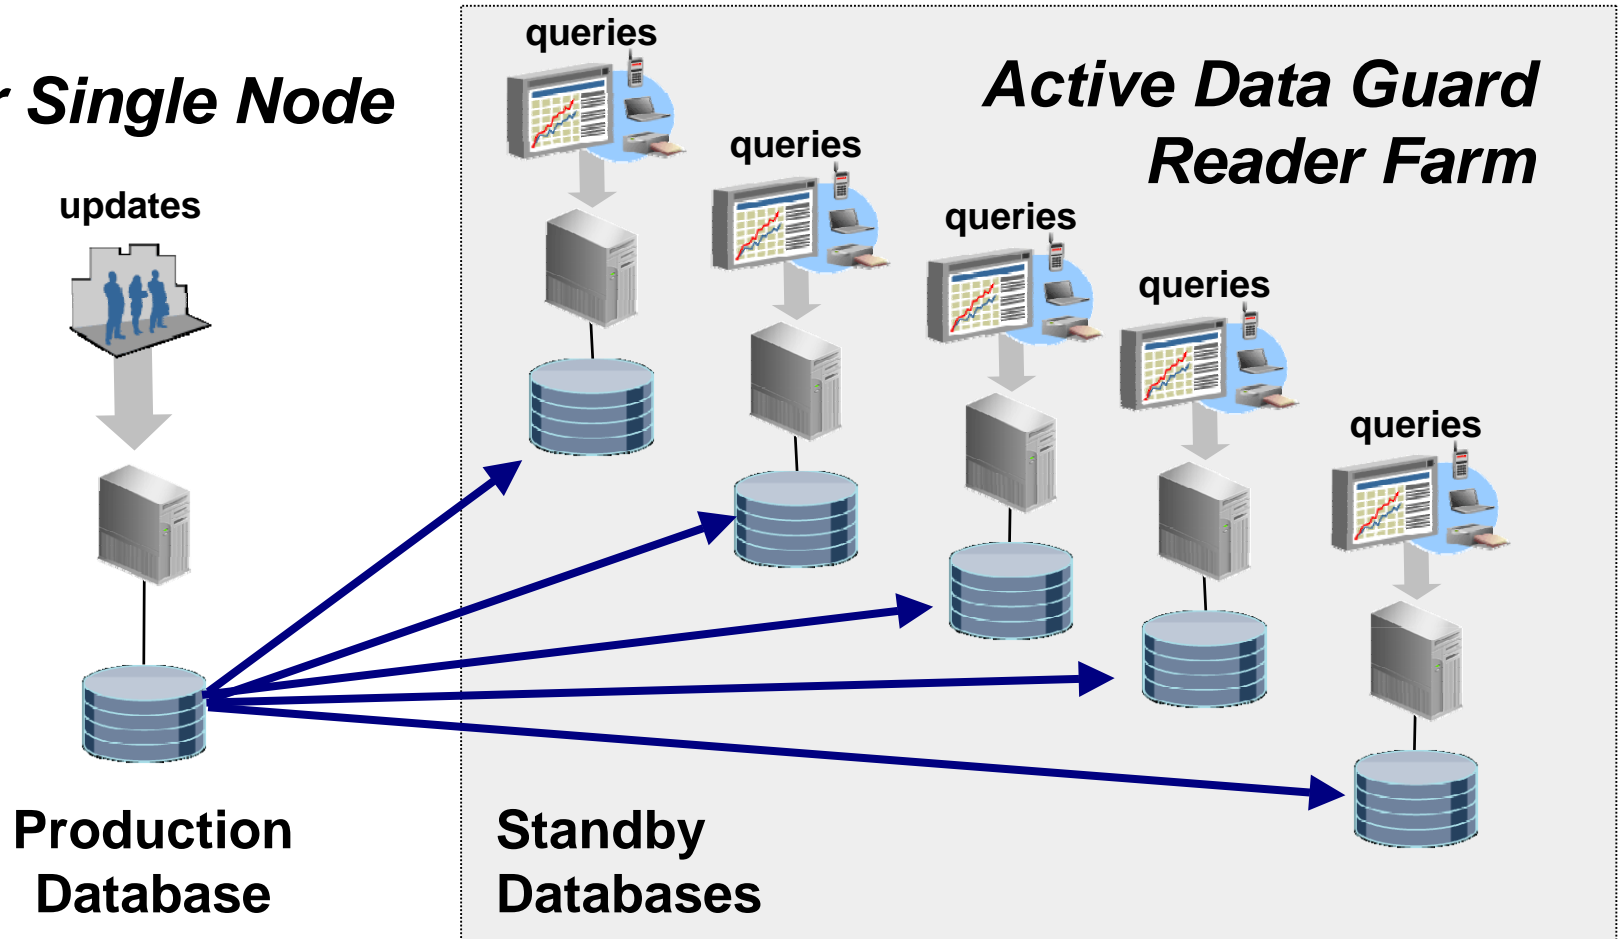 r Single Node
updates
Production
Database
queries
queries
queries
queries
queries
Active Data Guard
Reader Farm
Standby
Databases